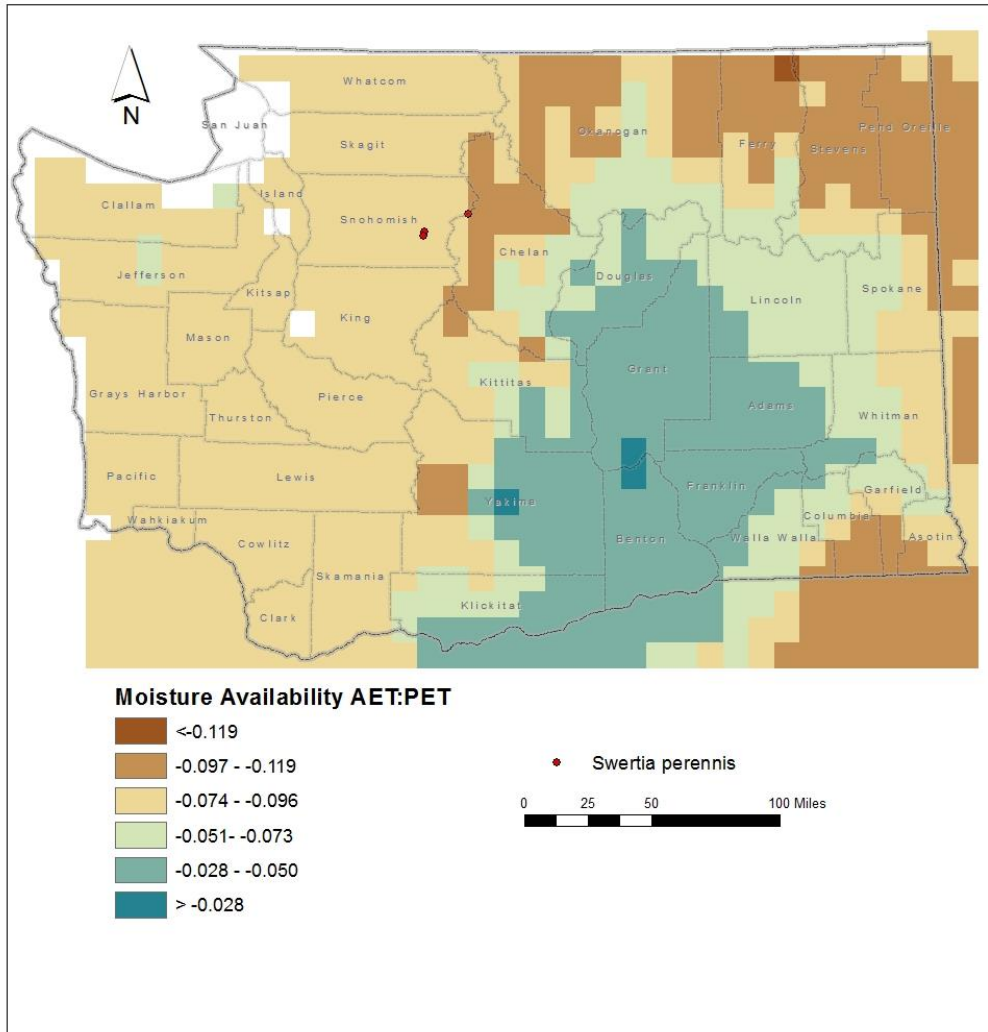 N
Whatcom
San Juan
Skagit
Okanogan
Ferry
Stevens
Pend Oreille
Island
Clallam
Snohomish
Chelan
Jefferson
Douglas
Lincoln
Spokane
Kitsap
King
Mason
Grant
Kittitas
Grays Harbor
Pierce
Adams
Thurston
Whitman
Pacific
Lewis
Yakima
Franklin
Garfield
Wahkiakum
Columbia
Cowlitz
Benton
Walla Walla
Asotin
Skamania
Klickitat
Clark
Moisture Availability AET:PET
<-0.119
-0.097 - -0.119
-0.074 - -0.096
-0.051- -0.073
-0.028 - -0.050
> -0.028
Swertia perennis
0 25 50 100 Miles